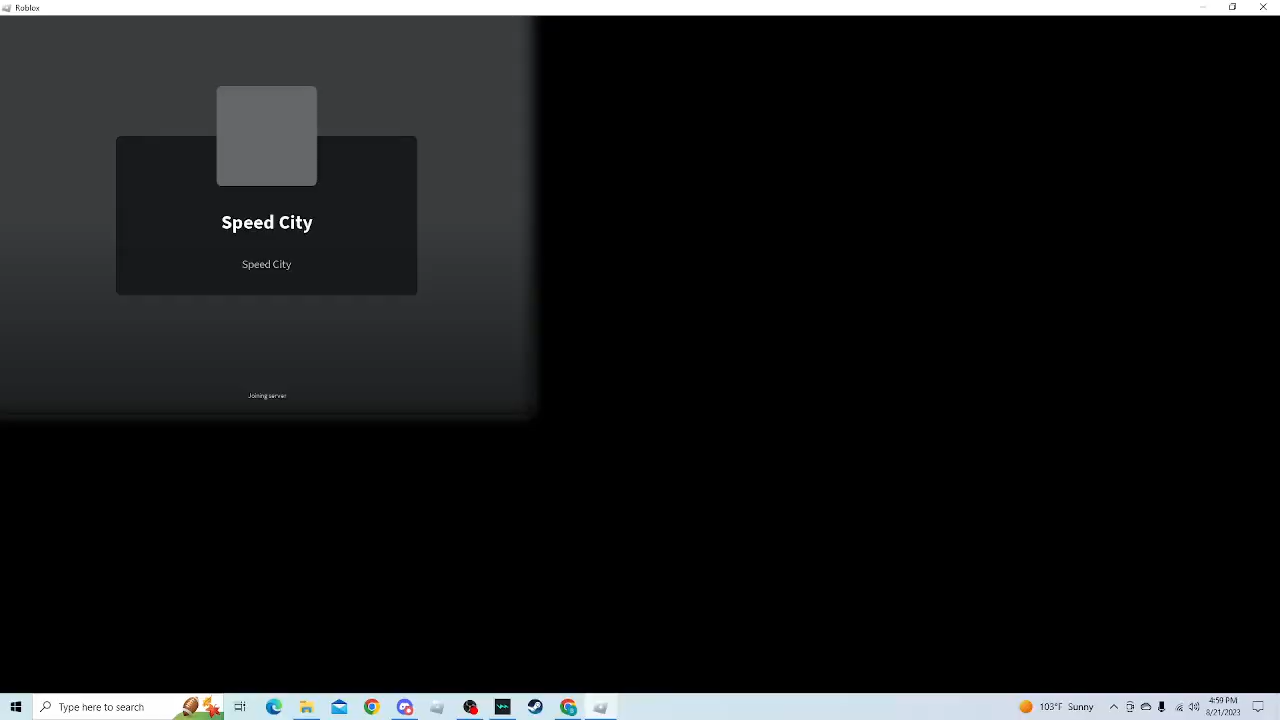 Roblox
Speed City
Speed City
Joining server
Type here to search
103°F Sunny
4:59 PM
8/21/2023